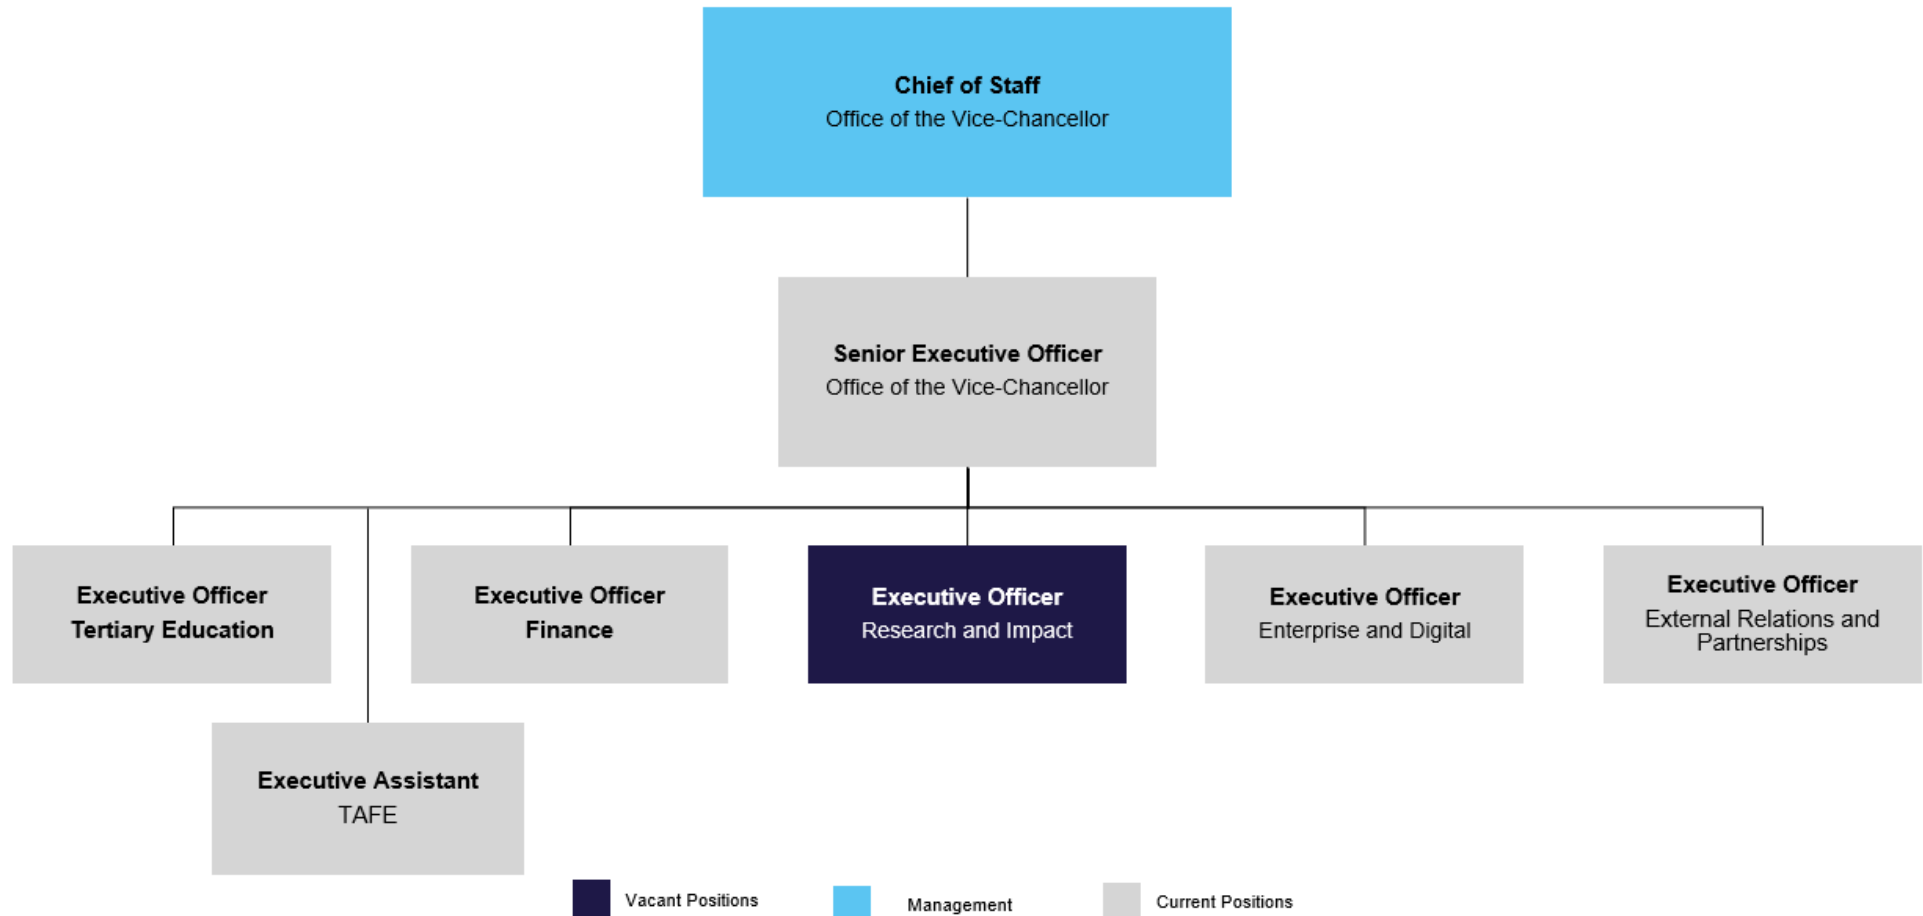 Chief of Staff
Office of the Vice-Chancellor
Senior Executive Officer
Office of the Vice-Chancellor
Executive Officer
Tertiary Education
Executive Officer
Finance
Executive Officer
Research and Impact
Executive Officer
Enterprise and Digital
Executive Officer
External Relations and
Partnerships
Executive Assistant
TAFE
Vacant Positions
Management
Current Positions